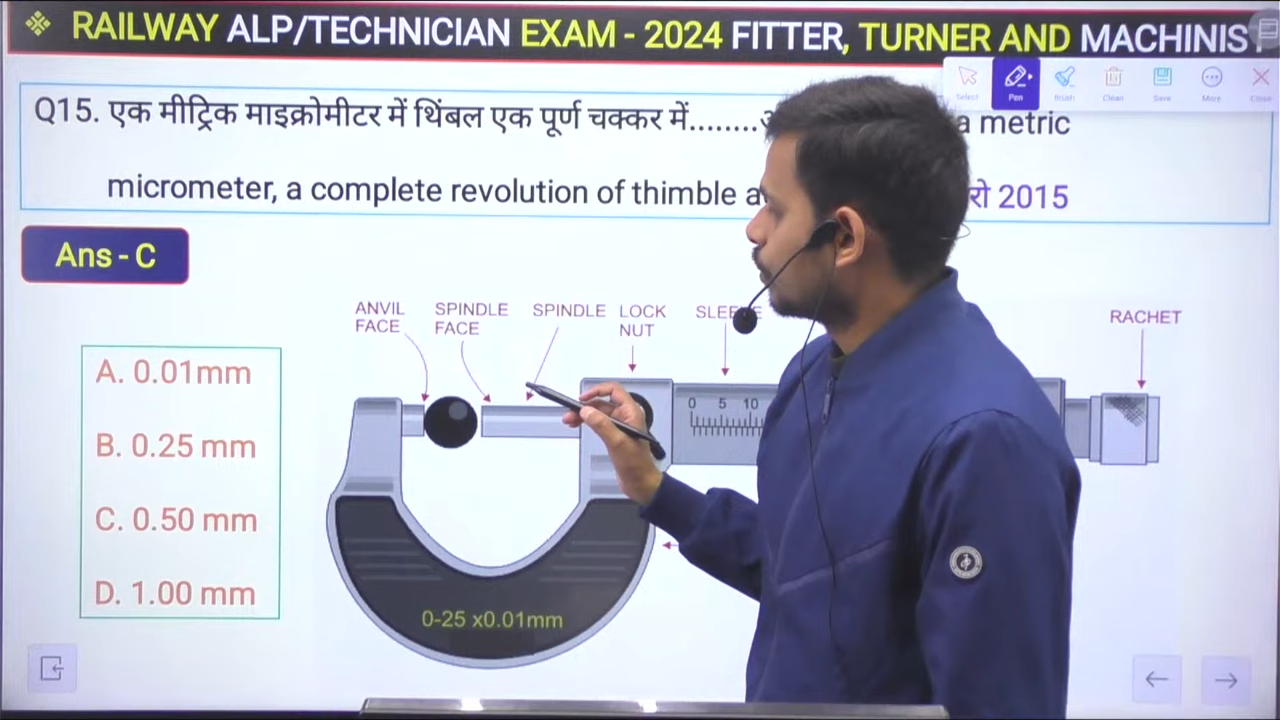 RAILWAY ALP/TECHNICIAN EXAM - 2024 FITTER, TURNER AND MACHINIST
Select
Pen
Brush
Clean
Save
More
Close
Q15. एक मीट्रिक माइक्रोमीटर में थिंबल एक पूर्ण चक्कर में........ a metric
micrometer, a complete revolution of thimble 2015
Ans - C
ANVIL FACE
SPINDLE FACE
SPINDLE
LOCK NUT
SLEEVE
RACHET
A. 0.01mm
B. 0.25 mm
C. 0.50 mm
D. 1.00 mm
0 5 10
0-25 x0.01mm